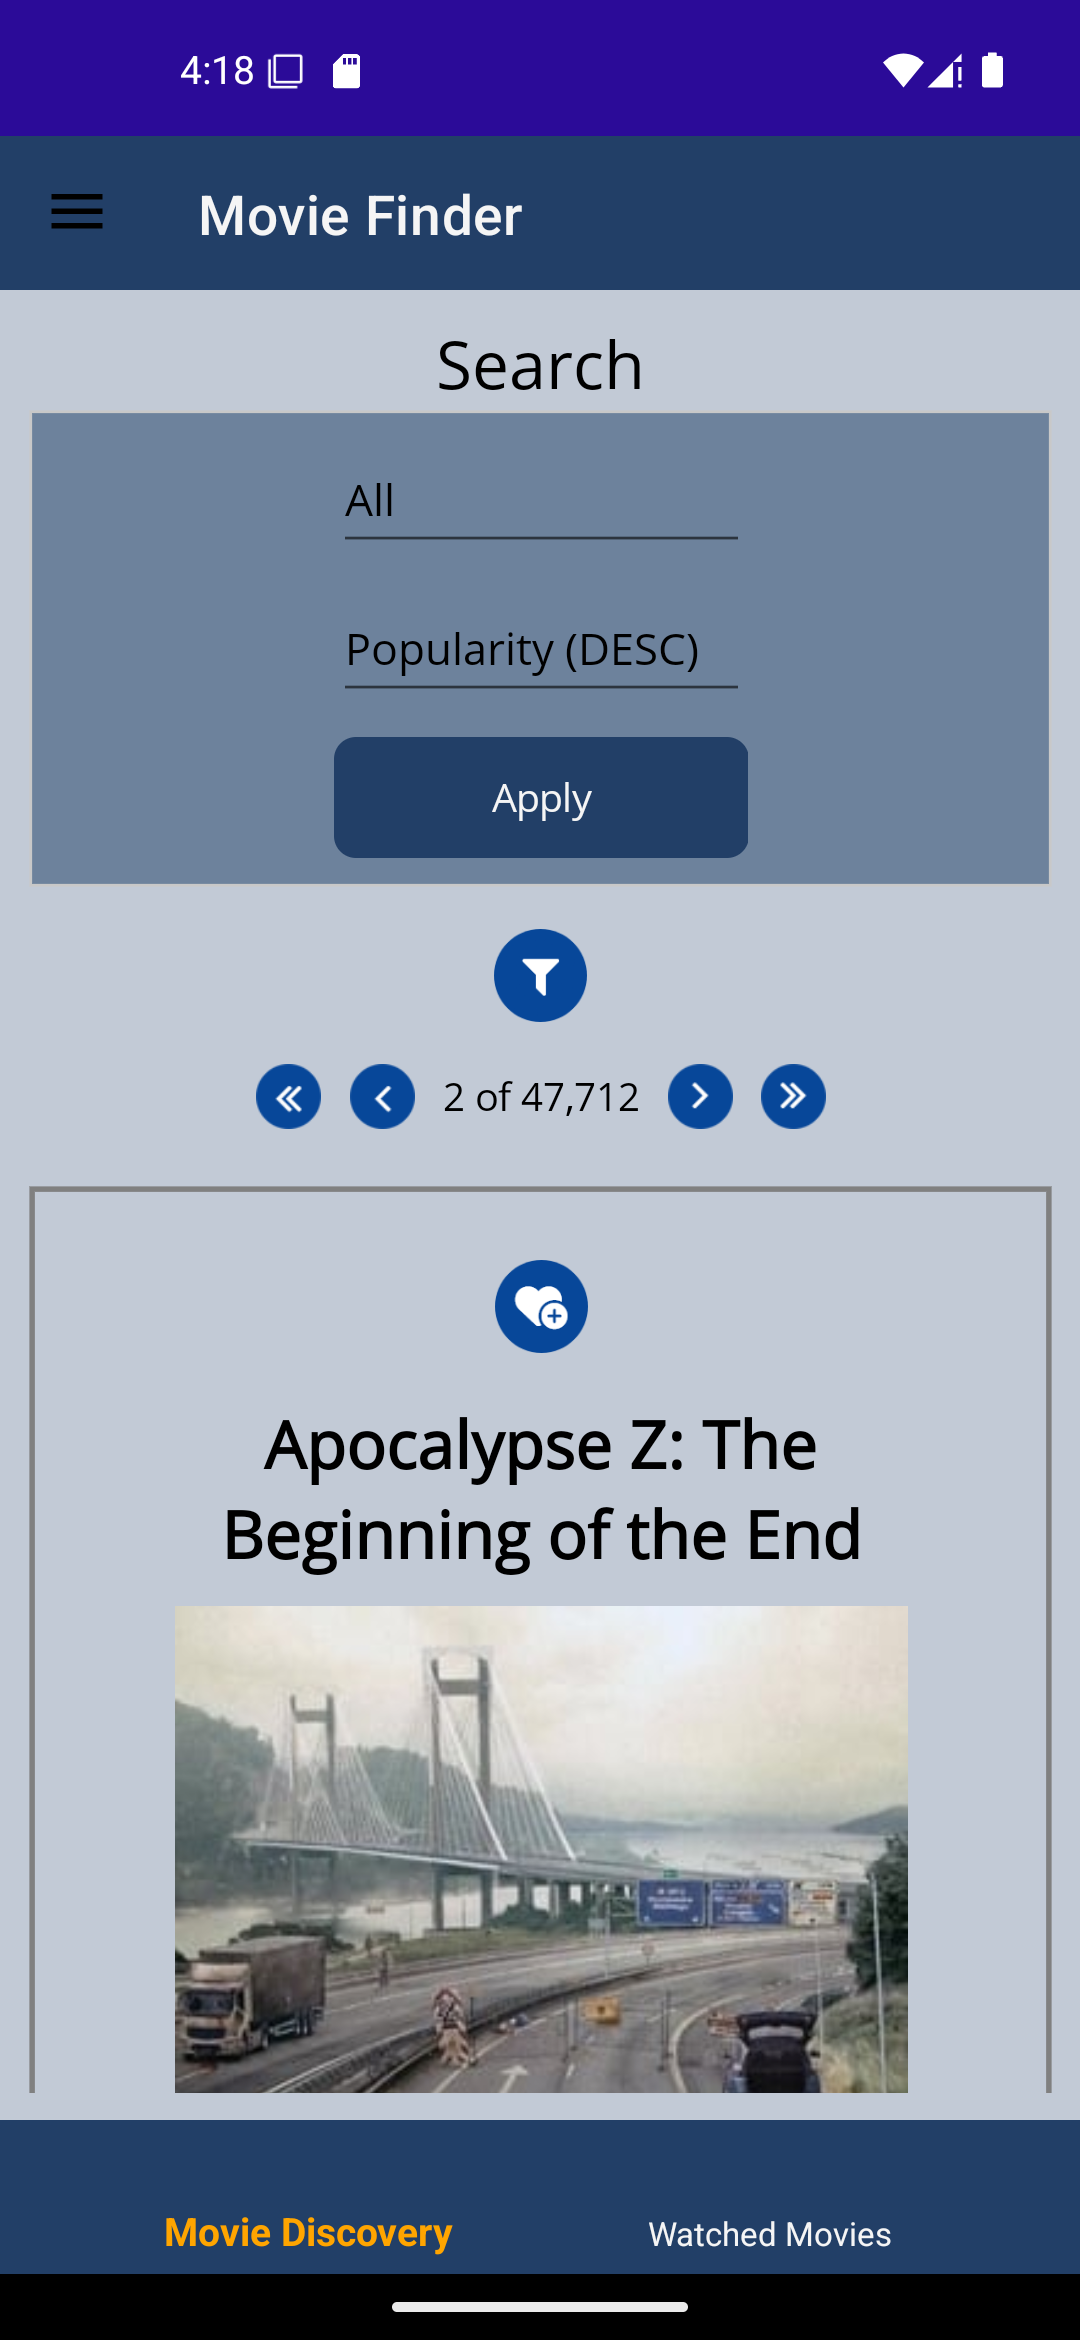 4:18
Movie Finder
Search
All
Popularity (DESC)
Apply
2 of 47,712
Apocalypse Z: The
Beginning of the End
Movie Discovery
Watched Movies